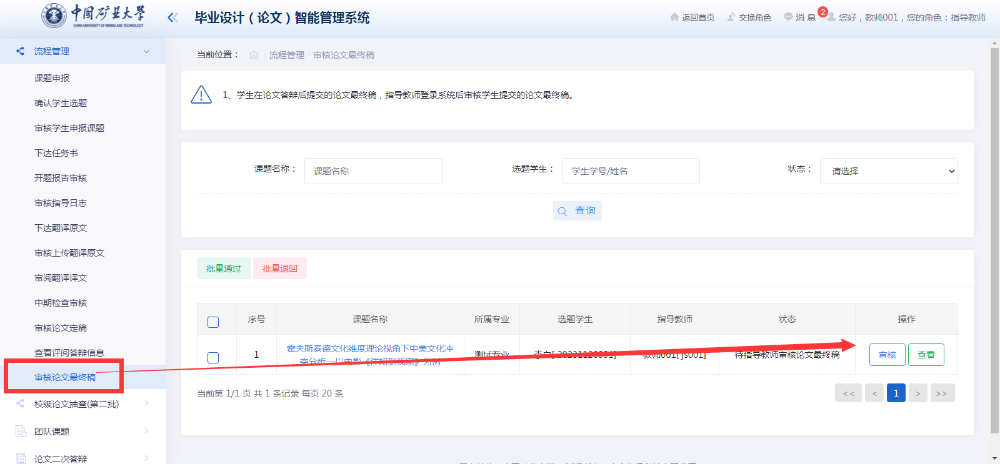 中国矿业大学
CHINA UNIVERSITY OF MINING AND TECHNOLOGY
毕业设计（论文）智能管理系统
返回首页 交换角色 消 息 2 您好，教师001，您的角色：指导教师
流程管理
课题申报
确认学生选题
审核学生申报课题
下达任务书
开题报告审核
审核指导日志
下达翻译原文
审核上传翻译原文
审阅翻译译文
中期检查审核
审核论文定稿
查看评阅答辩信息
审核论文最终稿
校级论文抽查(第二批)
团队课题
论文二次答辩
当前位置： 流程管理 审核论文最终稿
1、学生在论文答辩后提交的论文最终稿，指导教师登录系统后审核学生提交的论文最终稿。
课题名称： 课题名称 选题学生： 学生学号/姓名 状态： 请选择
查询
批量通过 批量退回
序号 课题名称 所属专业 选题学生 指导教师 状态 操作
1 霍夫斯泰德文化维度理论视角下中美文化冲
突分析—以电影《洋妞到我家》为例 测试专业 李白[ 20231120001] 教师001[ js001] 待指导教师审核论文最终稿 审核 查看
当前第 1/1 页 共 1 条记录 每页 20 条 << < 1 > >>